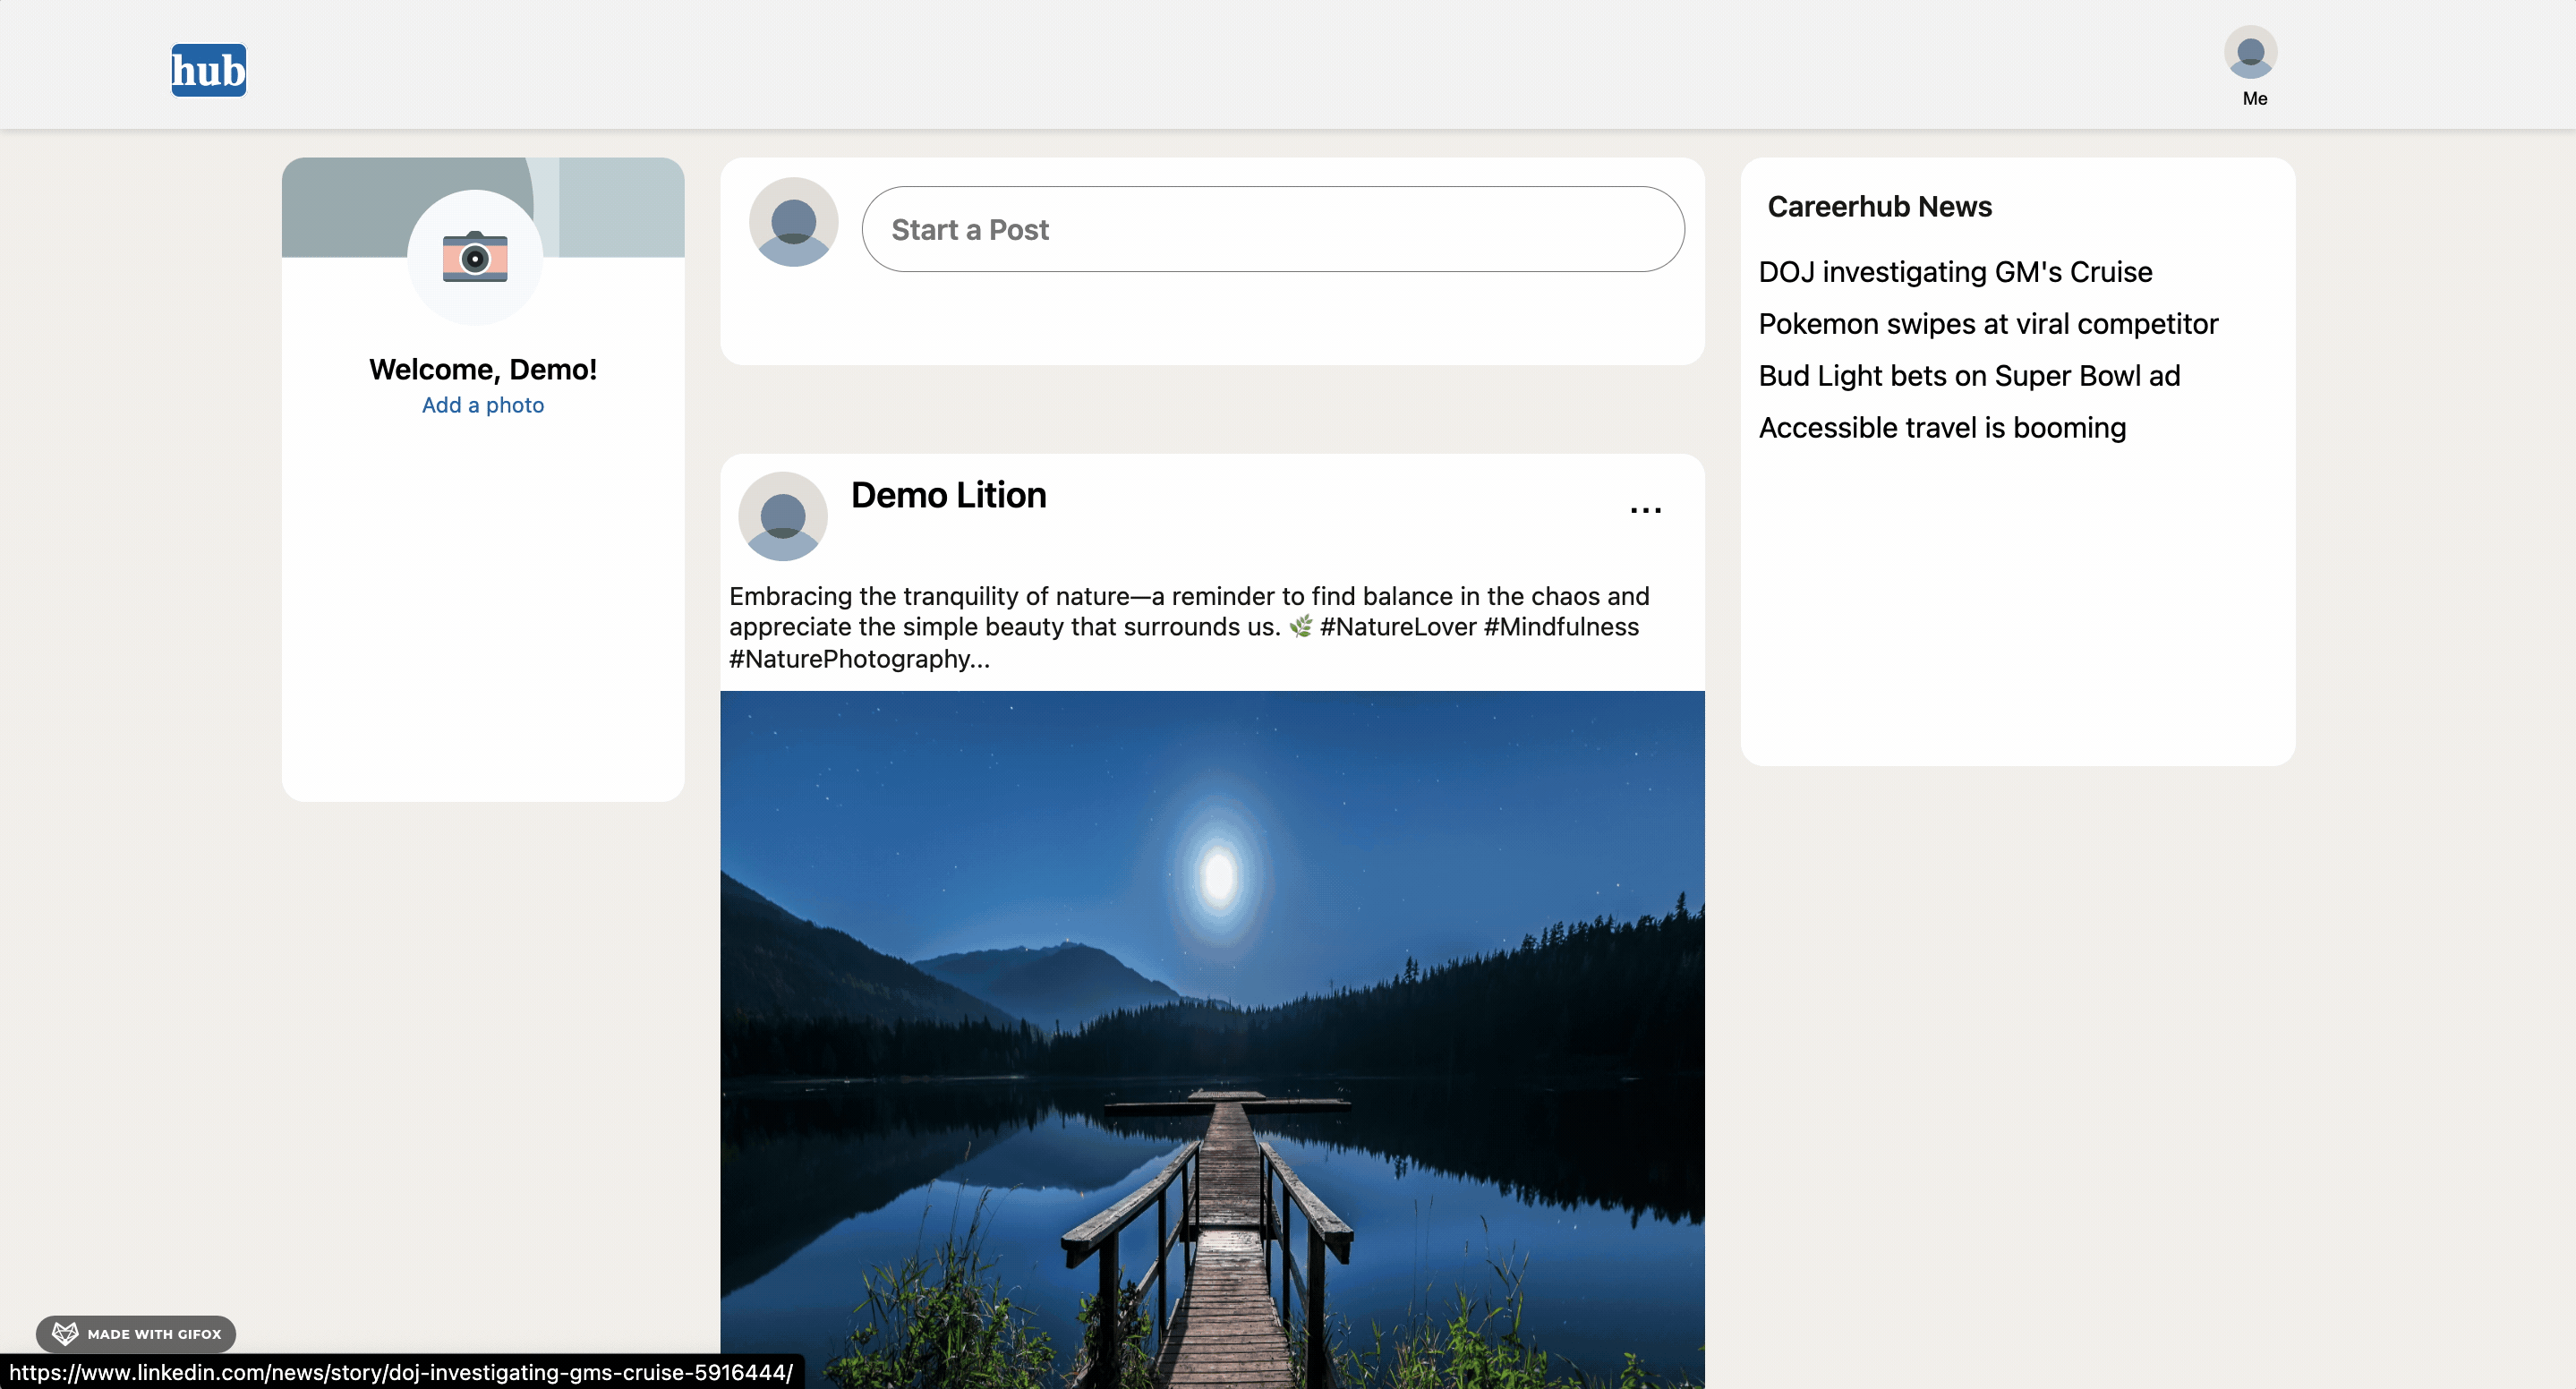 hub
Me
Welcome, Demo!
Add a photo
Start a Post
Demo Lition
...
Embracing the tranquility of nature—a reminder to find balance in the chaos and
appreciate the simple beauty that surrounds us. 🌿 #NatureLover #Mindfulness
#NaturePhotography...
Careerhub News
DOJ investigating GM's Cruise
Pokemon swipes at viral competitor
Bud Light bets on Super Bowl ad
Accessible travel is booming
MADE WITH GIFOX
https://www.linkedin.com/news/story/doj-investigating-gms-cruise-5916444/